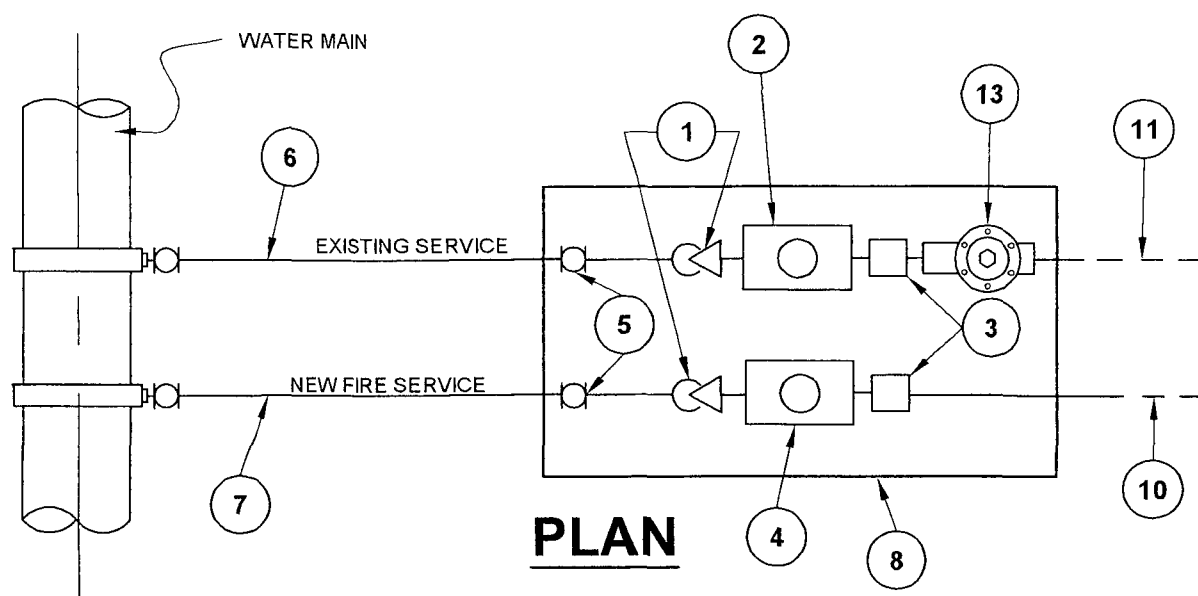 WATER MAIN
2
13
1
11
6
EXISTING SERVICE
5
3
NEW FIRE SERVICE
7
4
8
10
PLAN